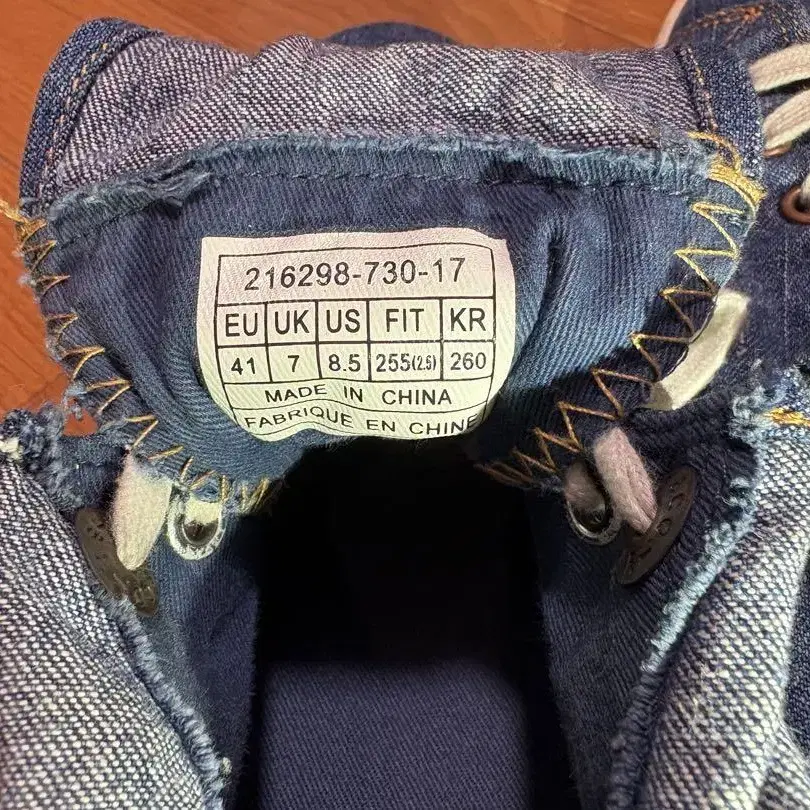 216298-730-17
EU UK US FIT KR
41 7 8.5 255(2.5) 260
MADE IN CHINA
FABRIQUE EN CHINE